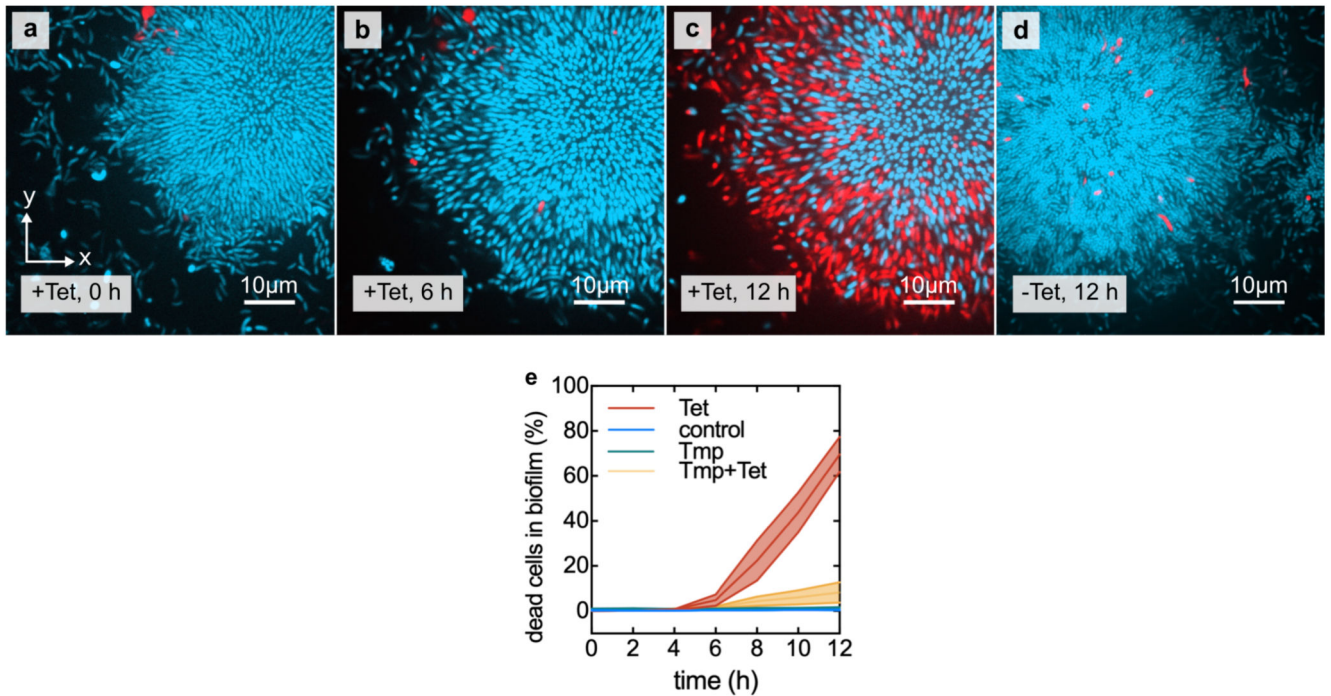 a
y
x
+Tet, 0 h
10µm
b
+Tet, 6 h
10µm
c
+Tet, 12 h
10µm
d
-Tet, 12 h
10µm
e
dead cells in biofilm (%)
100
80
60
40
20
0
Tet
control
Tmp
Tmp+Tet
0 2 4 6 8 10 12
time (h)